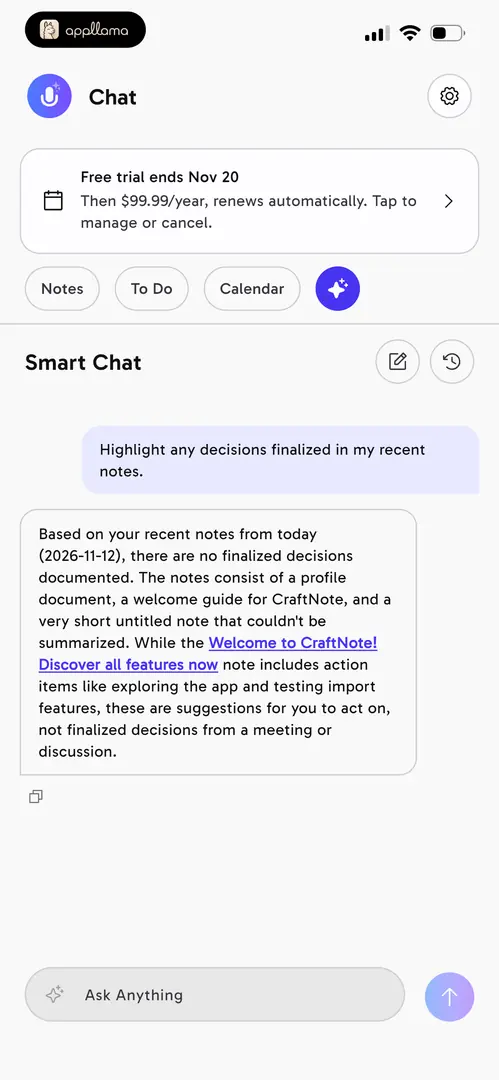 appllama
Chat
Free trial ends Nov 20
Then $99.99/year, renews automatically. Tap to
manage or cancel.
Notes
To Do
Calendar
Smart Chat
Highlight any decisions finalized in my recent
notes.
Based on your recent notes from today
(2026-11-12), there are no finalized decisions
documented. The notes consist of a profile
document, a welcome guide for CraftNote, and a
very short untitled note that couldn't be
summarized. While the Welcome to CraftNote!
Discover all features now note includes action
items like exploring the app and testing import
features, these are suggestions for you to act on,
not finalized decisions from a meeting or
discussion.
Ask Anything